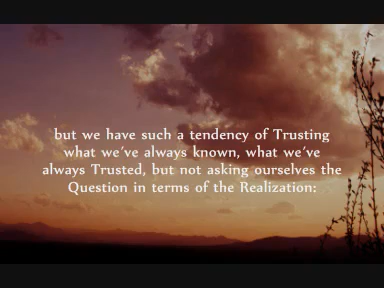 but we have such a tendency of Trusting
what we've always known, what we've
always Trusted, but not asking ourselves the
Question in terms of the Realization: